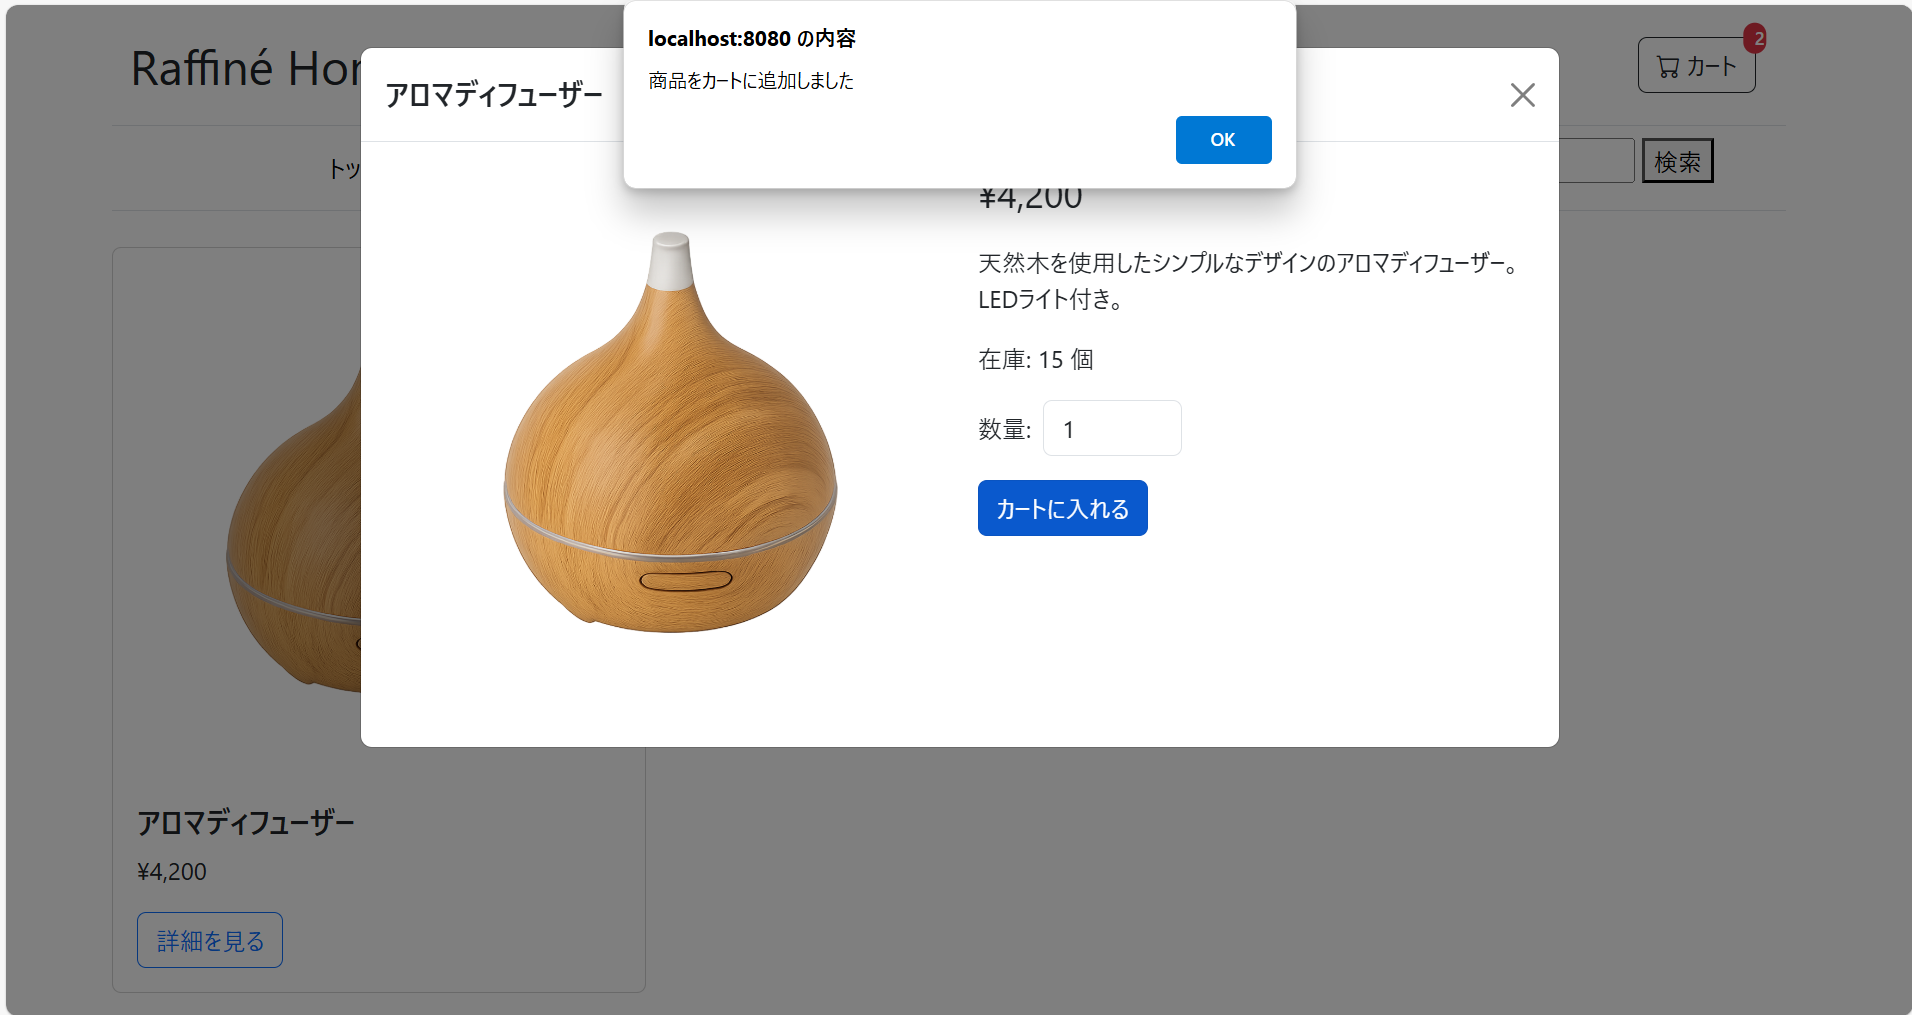 localhost:8080 の内容
商品をカートに追加しました
OK
Raffiné
2
カート
アロマディフューザー
検索
¥4,200
天然木を使用したシンプルなデザインのアロマディフューザー。
LEDライト付き。
在庫: 15 個
数量: 1
カートに入れる
アロマディフューザー
¥4,200
詳細を見る